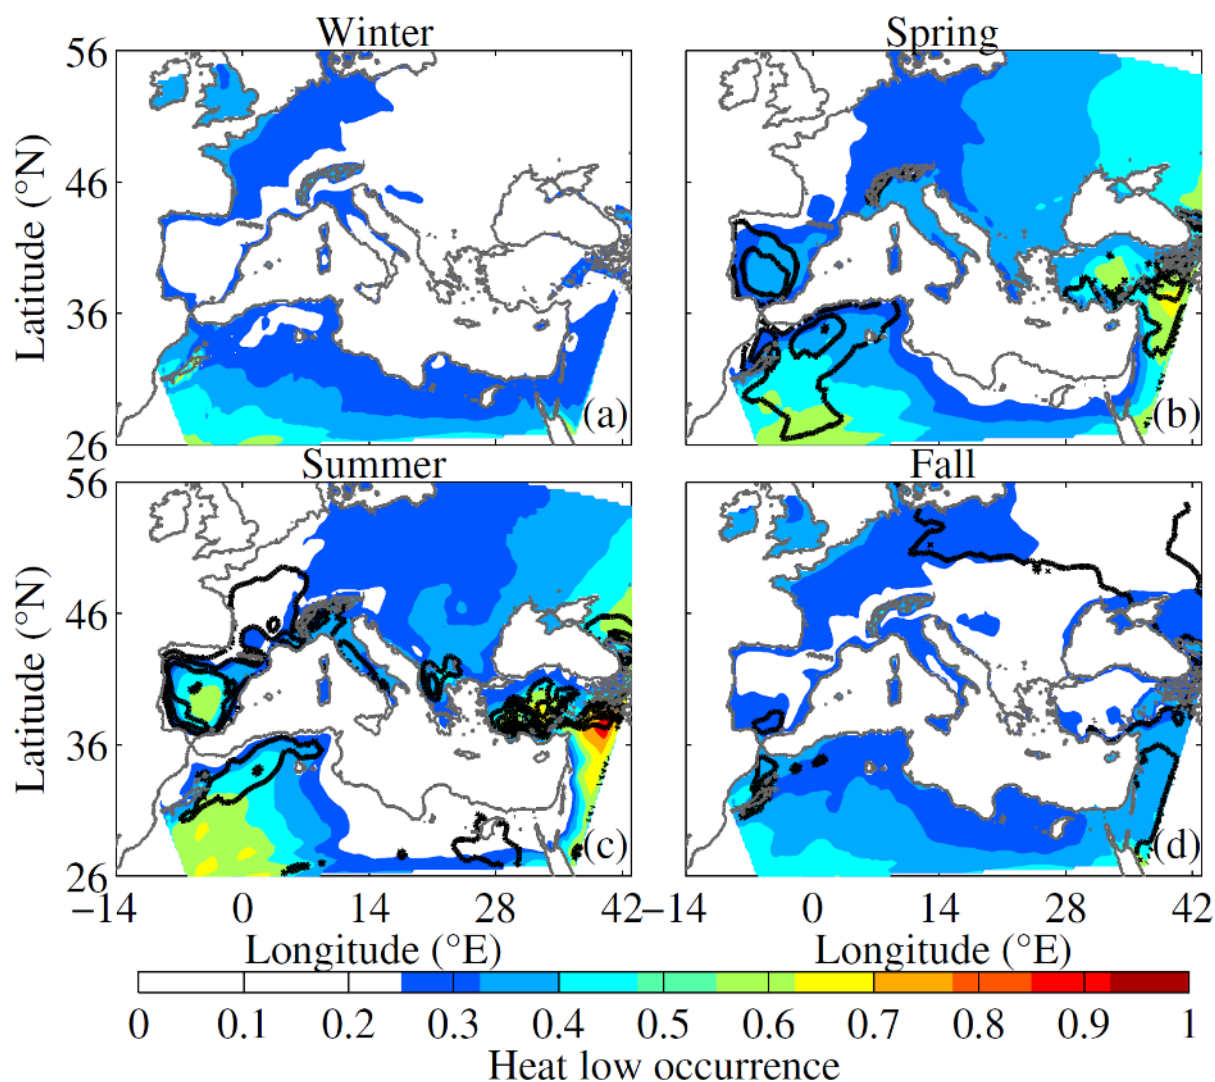 Winter
Spring
56
46
36
26
Latitude (°N)
(a)
(b)
Summer
Fall
56
46
36
26
Latitude (°N)
(c)
(d)
−14 0 14 28 42
−14 0 14 28 42
Longitude (°E)
Longitude (°E)
0 0.1 0.2 0.3 0.4 0.5 0.6 0.7 0.8 0.9 1
Heat low occurrence